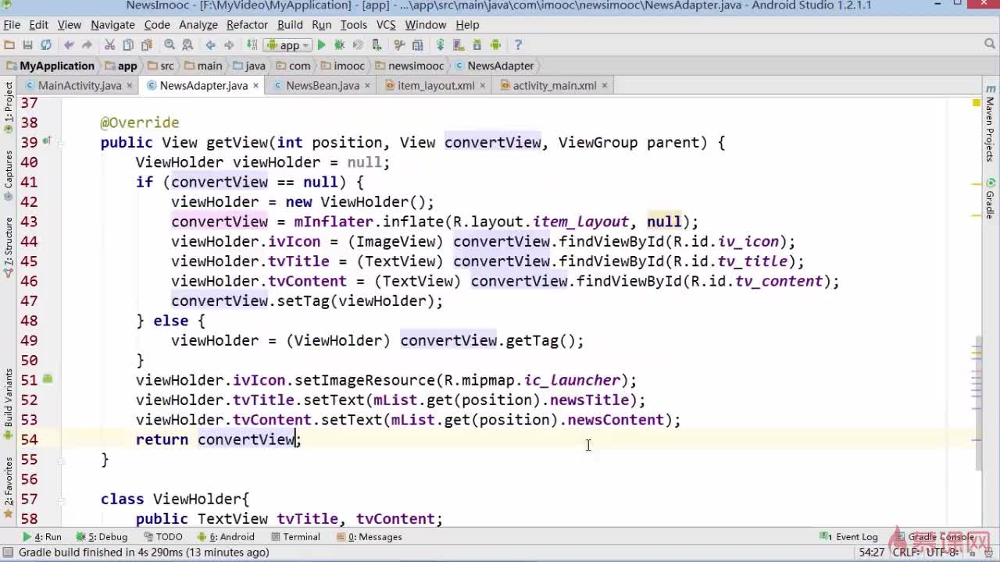 NewsImooc - [F:\MyVideo\MyApplication] - [app] - ...\app\src\main\java\com\imooc\newsimooc\NewsAdapter.java - Android Studio 1.2.1.1
File Edit View Navigate Code Analyze Refactor Build Run Tools VCS Window Help
app
MyApplication app src main java com imooc newsimooc NewsAdapter
MainActivity.java NewsAdapter.java NewsBean.java item_layout.xml activity_main.xml
1: Project
Captures
7: Structure
Build Variants
2: Favorites
37
38 @Override
39 public View getView(int position, View convertView, ViewGroup parent) {
40 ViewHolder viewHolder = null;
41 if (convertView == null) {
42 viewHolder = new ViewHolder();
43 convertView = mInflater.inflate(R.layout.item_layout, null);
44 viewHolder.ivIcon = (ImageView) convertView.findViewById(R.id.iv_icon);
45 viewHolder.tvTitle = (TextView) convertView.findViewById(R.id.tv_title);
46 viewHolder.tvContent = (TextView) convertView.findViewById(R.id.tv_content);
47 convertView.setTag(viewHolder);
48 } else {
49 viewHolder = (ViewHolder) convertView.getTag();
50 }
51 viewHolder.ivIcon.setImageResource(R.mipmap.ic_launcher);
52 viewHolder.tvTitle.setText(mList.get(position).newsTitle);
53 viewHolder.tvContent.setText(mList.get(position).newsContent);
54 return convertView;
55 }
56
57 class ViewHolder{
58 public TextView tvTitle, tvContent;
m
Maven Projects
Gradle
4: Run 5: Debug TODO 6: Android Terminal 0: Messages 1 Event Log Gradle Console
Gradle build finished in 4s 290ms (13 minutes ago) 54:27 CRLF: UTF-8:
慕课网